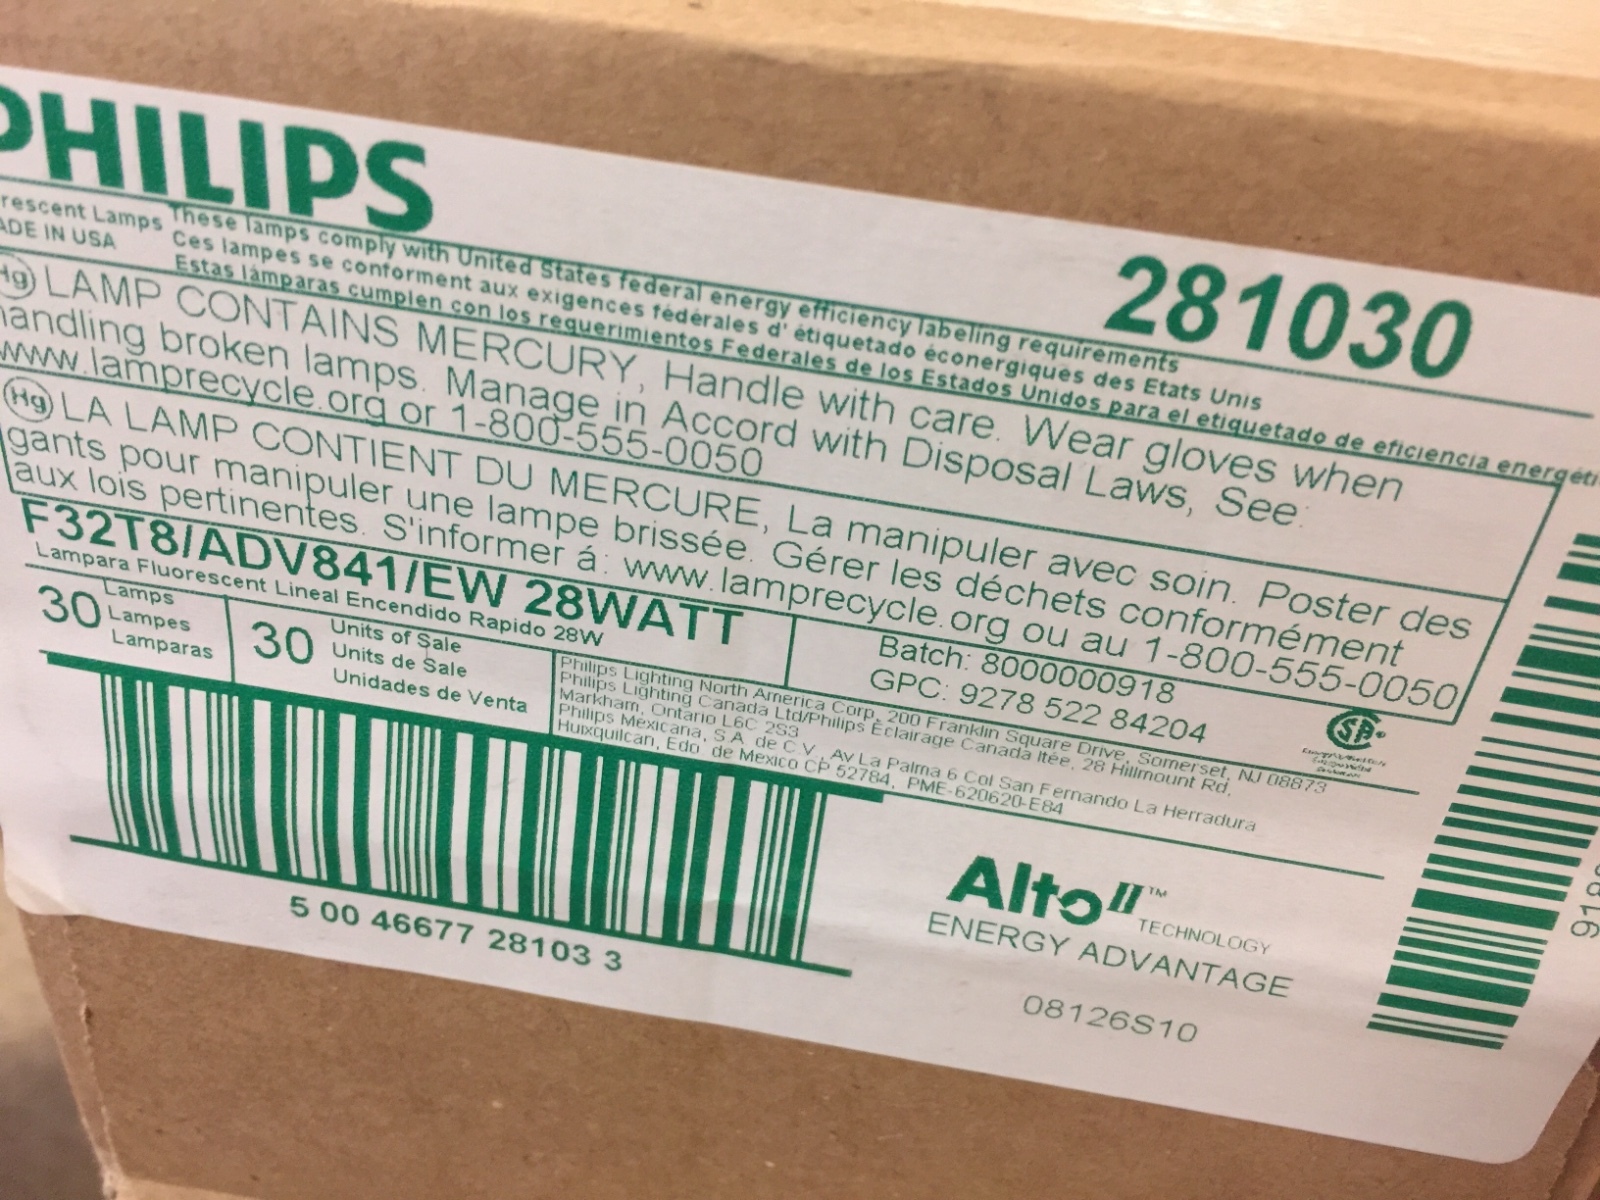 PHILIPS
281030
rescent Lamps
ADE IN USA
These lamps comply with United States federal energy efficiency labeling requirements
Ces lampes se conforment aux exigences fédérales d' étiquetado éconergiques des Etats Unis
Estas lámparas cumplen con los requerimientos Federales de los Estados Unidos para el etiquetado de eficiencia energéti
Hg LAMP CONTAINS MERCURY, Handle with care. Wear gloves when
handling broken lamps. Manage in Accord with Disposal Laws, See:
www.lamprecycle.org or 1-800-555-0050
Hg LA LAMP CONTIENT DU MERCURE, La manipuler avec soin. Poster des
gants pour manipuler une lampe brissée. Gérer les déchets conformément
aux lois pertinentes. S'informer á: www.lamprecycle.org ou au 1-800-555-0050
F32T8/ADV841/EW 28WATT
Lampara Fluorescent Lineal Encendido Rapido 28W
Batch: 8000000918
GPC: 9278 522 84204
30 Lamps
Lampes
Lamparas
30 Units of Sale
Units de Sale
Unidades de Venta
Philips Lighting North America Corp, 200 Franklin Square Drive, Somerset, NJ 08873
Philips Lighting Canada Ltd/Philips Eclairage Canada ltée, 28 Hillmount Rd,
Markham, Ontario L6C 2S3
Philips Mexicana, S.A. de C.V. Av La Palma 6 Col San Fernando La Herradura
Huixquilcan, Edo. de Mexico CP 52784, PME-620620-E84
5 00 46677 28103 3
Alto II™
TECHNOLOGY
ENERGY ADVANTAGE
08126S10